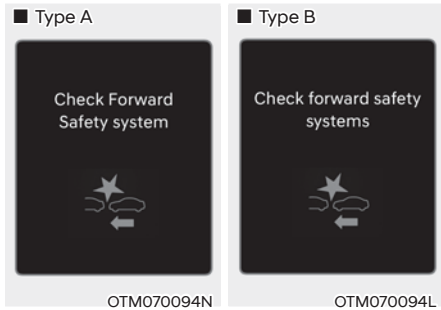 ■ Type A
Check Forward
Safety system
OTM070094N
■ Type B
Check forward safety
systems
OTM070094L